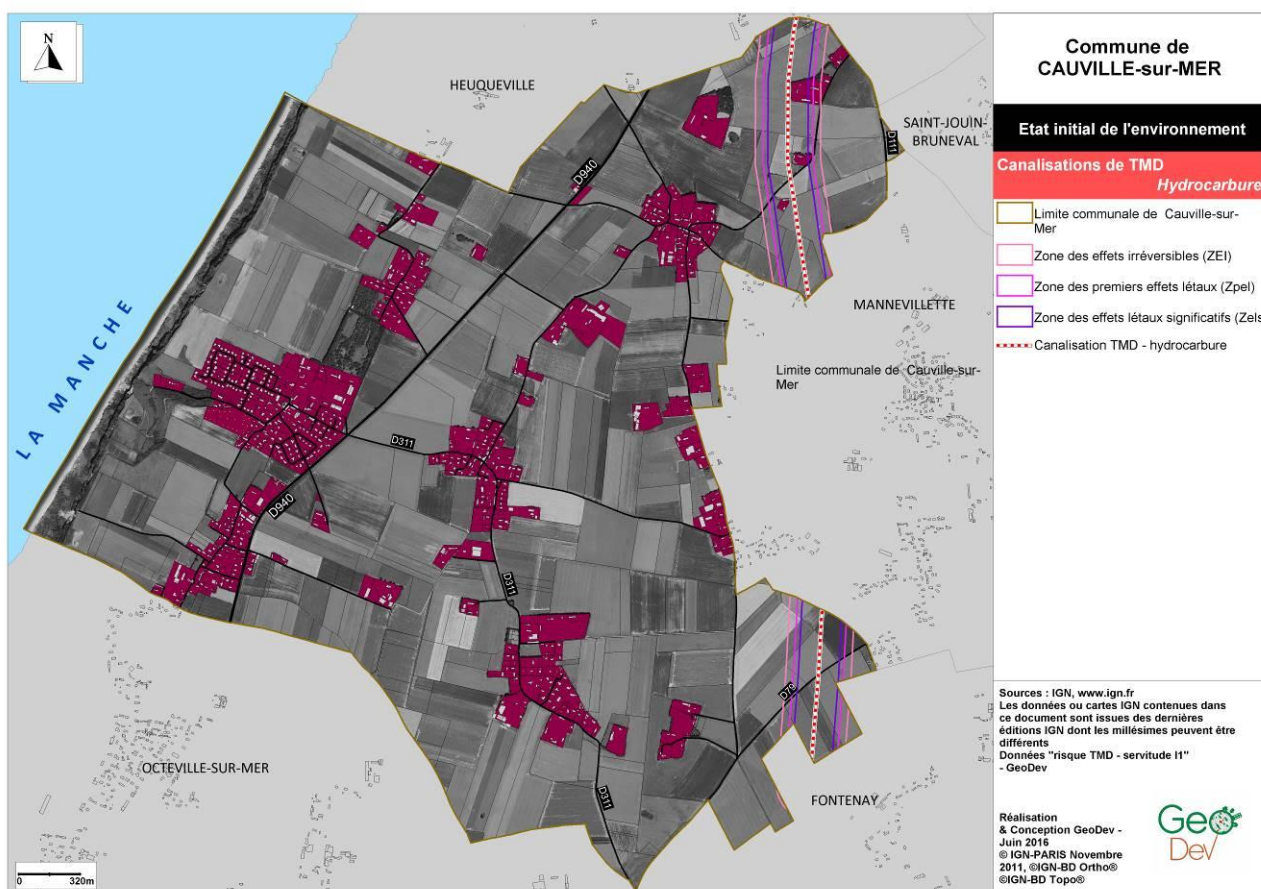 N
HEUQUEVILLE
SAINT-JOUIN-
BRUNEVAL
D111
D940
LA MANCHE
MANNEVILLETTE
Limite communale de Cauville-sur-
Mer
D311
D940
D311
D79
OCTEVILLE-SUR-MER
FONTENAY
D311
0 320m
Commune de
CAUVILLE-sur-MER
Etat initial de l'environnement
Canalisations de TMD
Hydrocarbure
Limite communale de Cauville-sur-
Mer
Zone des effets irréversibles (ZEI)
Zone des premiers effets létaux (Zpel)
Zone des effets létaux significatifs (Zels
Canalisation TMD - hydrocarbure
Sources : IGN, www.ign.fr
Les données ou cartes IGN contenues dans
ce document sont issues des dernières
éditions IGN dont les millésimes peuvent être
différents
Données "risque TMD - servitude I1"
- GeoDev
Réalisation
& Conception GeoDev -
Juin 2016
© IGN-PARIS Novembre
2011, ©IGN-BD Ortho®
©IGN-BD Topo®
Geo
Dev